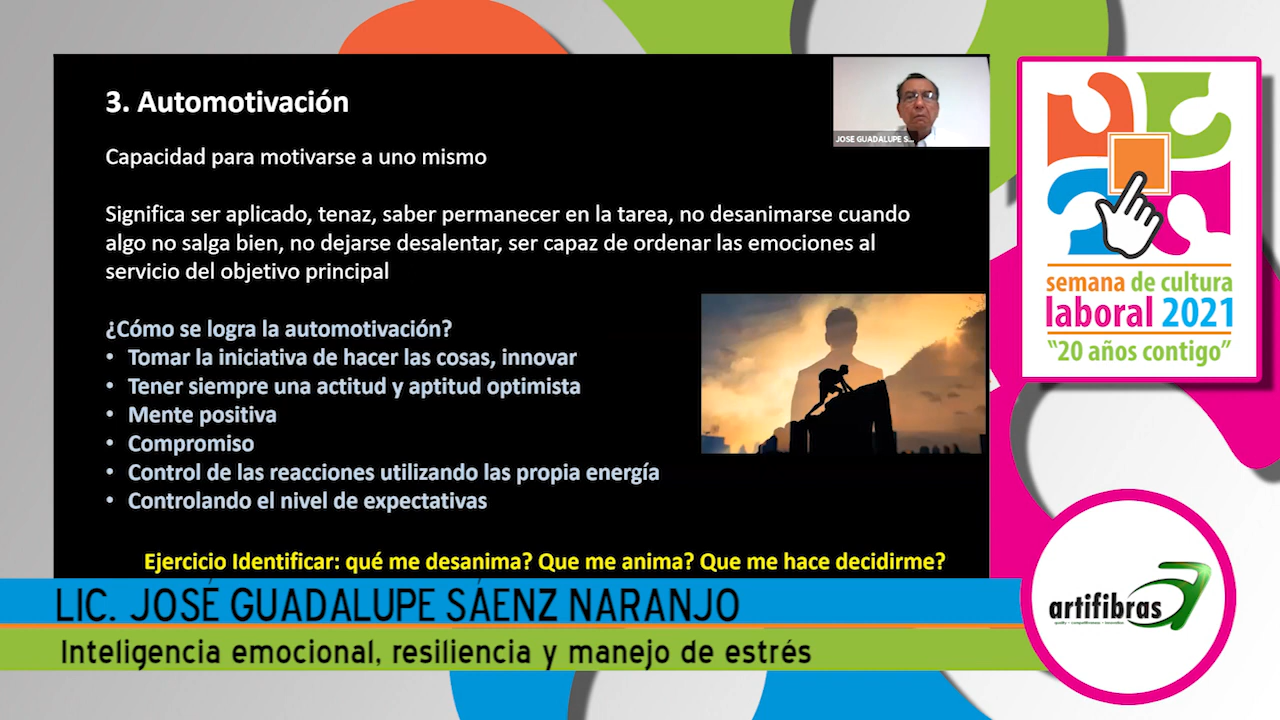 3. Automotivación
JOSE GUADALUPE S...
Capacidad para motivarse a uno mismo
Significa ser aplicado, tenaz, saber permanecer en la tarea, no desanimarse cuando
algo no salga bien, no dejarse desalentar, ser capaz de ordenar las emociones al
servicio del objetivo principal
¿Cómo se logra la automotivación?
• Tomar la iniciativa de hacer las cosas, innovar
• Tener siempre una actitud y aptitud optimista
• Mente positiva
• Compromiso
• Control de las reacciones utilizando las propia energía
• Controlando el nivel de expectativas
Ejercicio Identificar: qué me desanima? Que me anima? Que me hace decidirme?
LIC. JOSÉ GUADALUPE SÁENZ NARANJO
Inteligencia emocional, resiliencia y manejo de estrés
semana de cultura
laboral 2021
"20 años contigo"
artifibras
quality • competitiveness • innovation